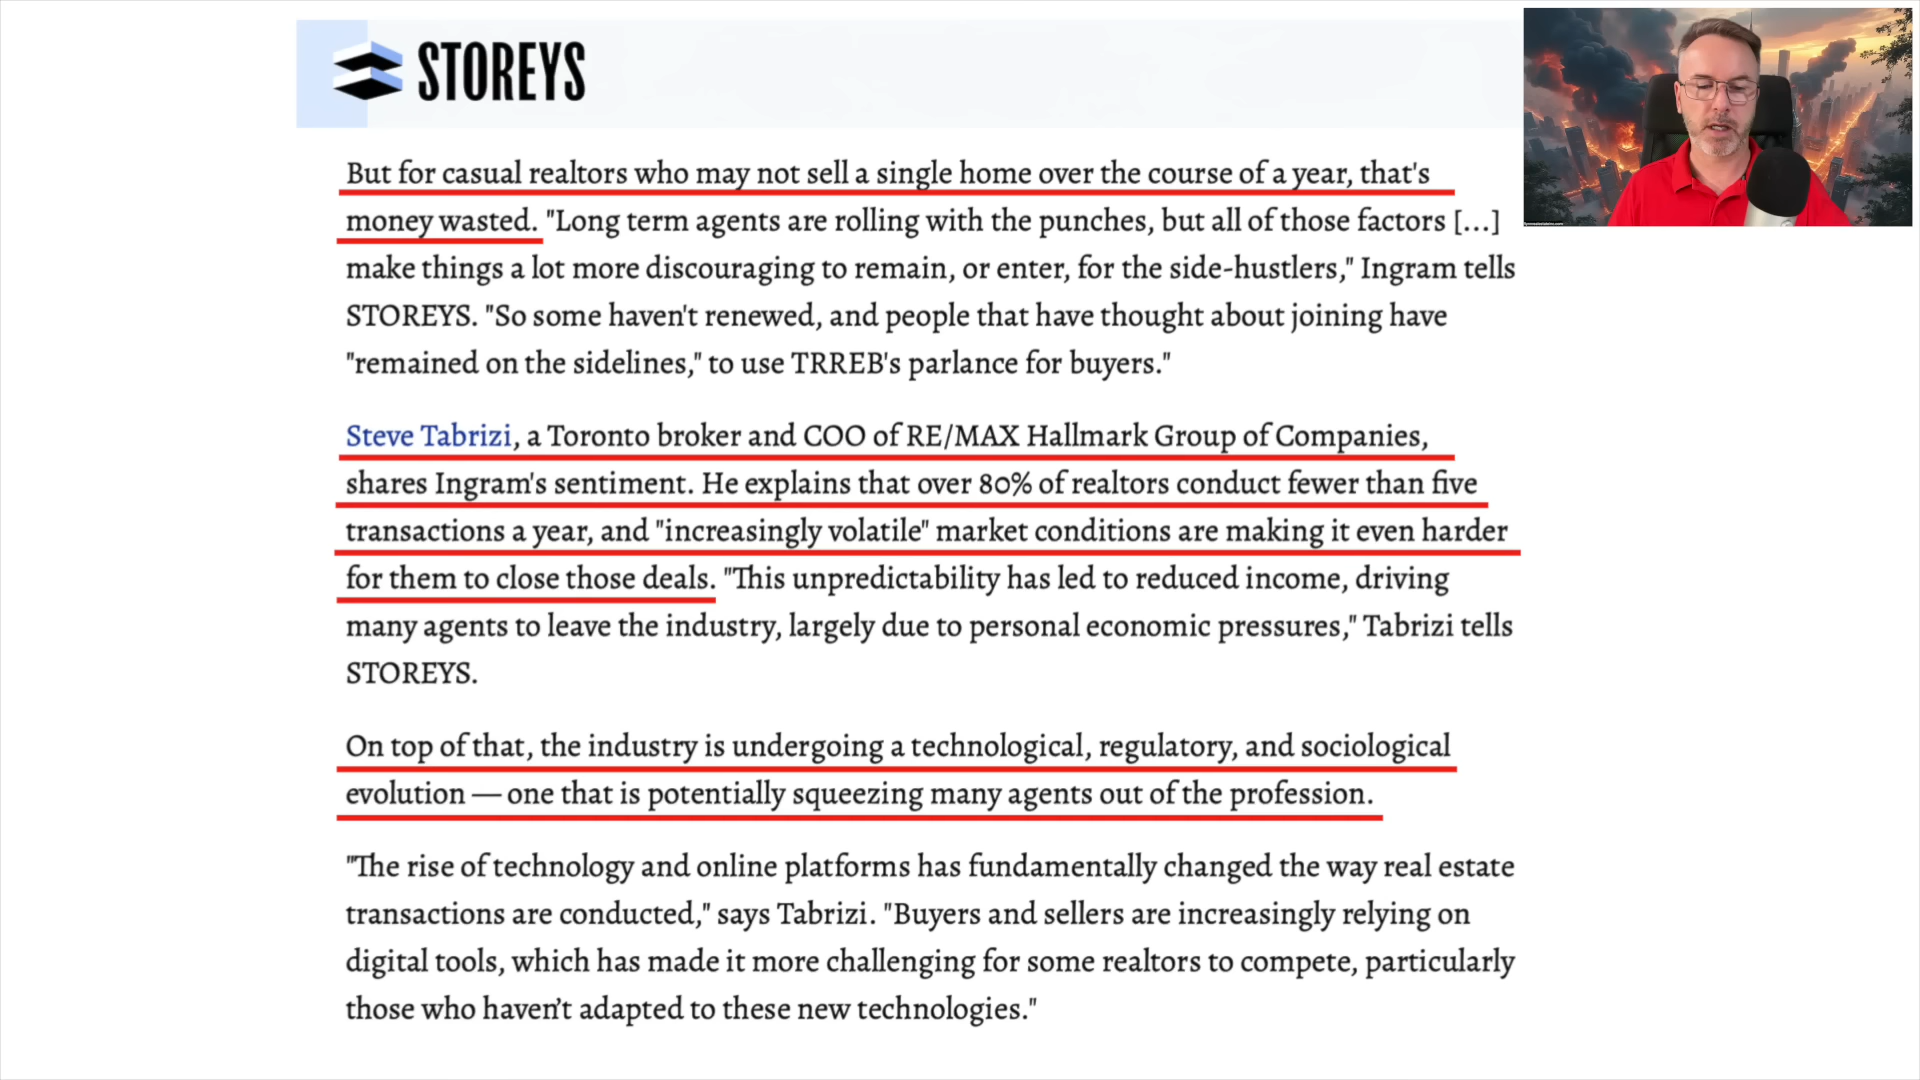 STOREYS
But for casual realtors who may not sell a single home over the course of a year, that's
money wasted. "Long term agents are rolling with the punches, but all of those factors [...]
make things a lot more discouraging to remain, or enter, for the side-hustlers," Ingram tells
STOREYS. "So some haven't renewed, and people that have thought about joining have
"remained on the sidelines," to use TRREB's parlance for buyers."
Steve Tabrizi, a Toronto broker and COO of RE/MAX Hallmark Group of Companies,
shares Ingram's sentiment. He explains that over 80% of realtors conduct fewer than five
transactions a year, and "increasingly volatile" market conditions are making it even harder
for them to close those deals. "This unpredictability has led to reduced income, driving
many agents to leave the industry, largely due to personal economic pressures," Tabrizi tells
STOREYS.
On top of that, the industry is undergoing a technological, regulatory, and sociological
evolution — one that is potentially squeezing many agents out of the profession.
"The rise of technology and online platforms has fundamentally changed the way real estate
transactions are conducted," says Tabrizi. "Buyers and sellers are increasingly relying on
digital tools, which has made it more challenging for some realtors to compete, particularly
those who haven't adapted to these new technologies."